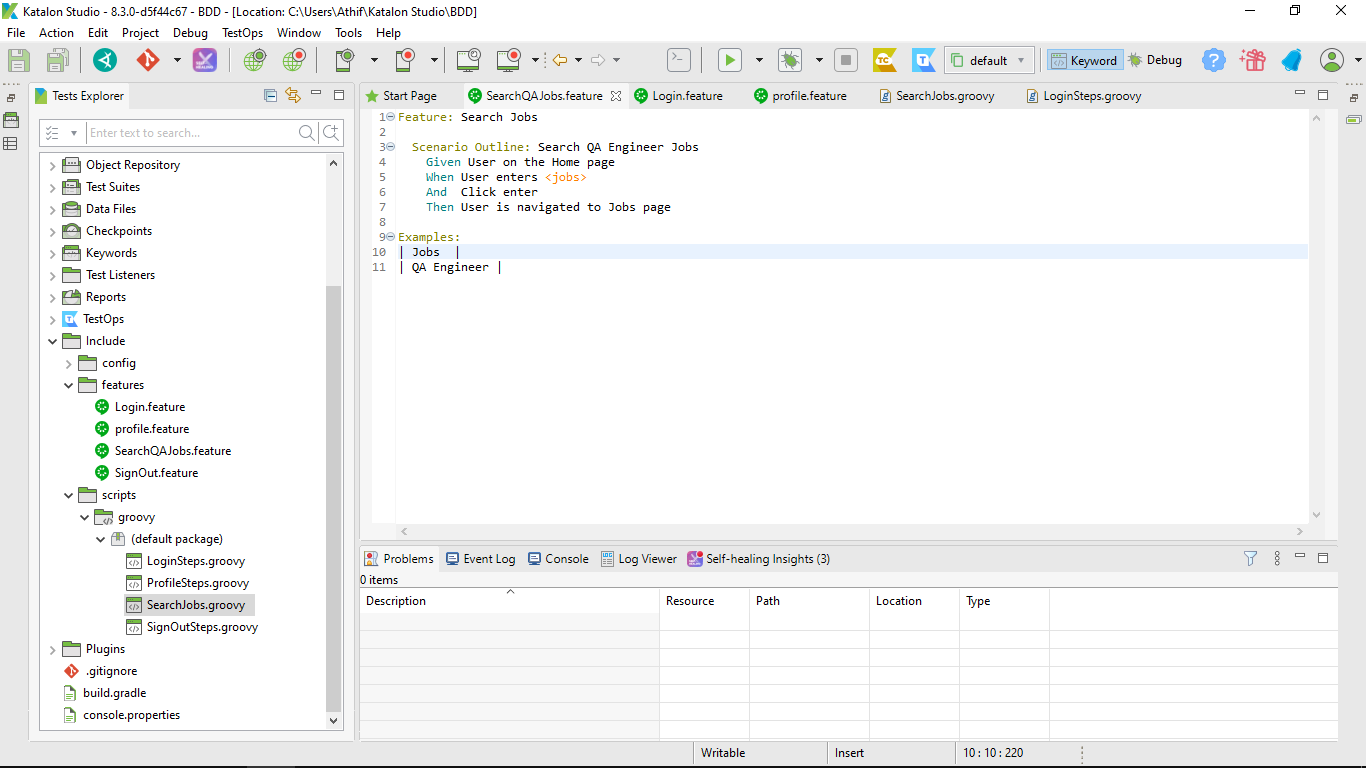 Katalon Studio - 8.3.0-d5f44c67 - BDD - [Location: C:\Users\Athif\Katalon Studio\BDD]
File Action Edit Project Debug TestOps Window Tools Help
TC T default Keyword Debug
Tests Explorer
Start Page SearchQAJobs.feature Login.feature profile.feature SearchJobs.groovy LoginSteps.groovy
Enter text to search...
Object Repository
Test Suites
Data Files
Checkpoints
Keywords
Test Listeners
Reports
TestOps
Include
config
features
Login.feature
profile.feature
SearchQAJobs.feature
SignOut.feature
scripts
groovy
(default package)
LoginSteps.groovy
ProfileSteps.groovy
SearchJobs.groovy
SignOutSteps.groovy
Plugins
.gitignore
build.gradle
console.properties
1 Feature: Search Jobs
2
3 Scenario Outline: Search QA Engineer Jobs
4 Given User on the Home page
5 When User enters <jobs>
6 And  Click enter
7 Then User is navigated to Jobs page
8
9 Examples:
10 | Jobs  |
11 | QA Engineer |
Problems Event Log Console Log Viewer Self-healing Insights (3)
0 items
Description Resource Path Location Type
Writable Insert 10 : 10 : 220